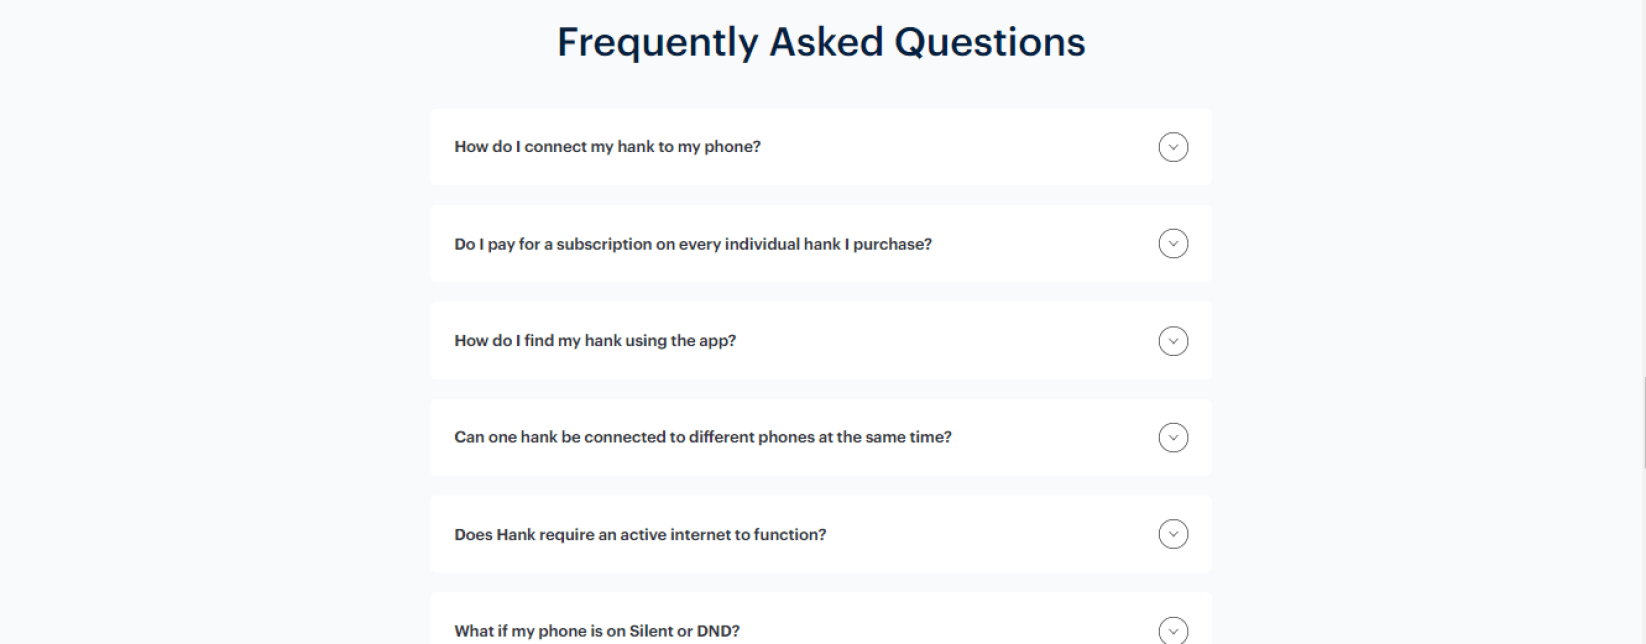 Frequently Asked Questions
How do I connect my hank to my phone?
Do I pay for a subscription on every individual hank I purchase?
How do I find my hank using the app?
Can one hank be connected to different phones at the same time?
Does Hank require an active internet to function?
What if my phone is on Silent or DND?